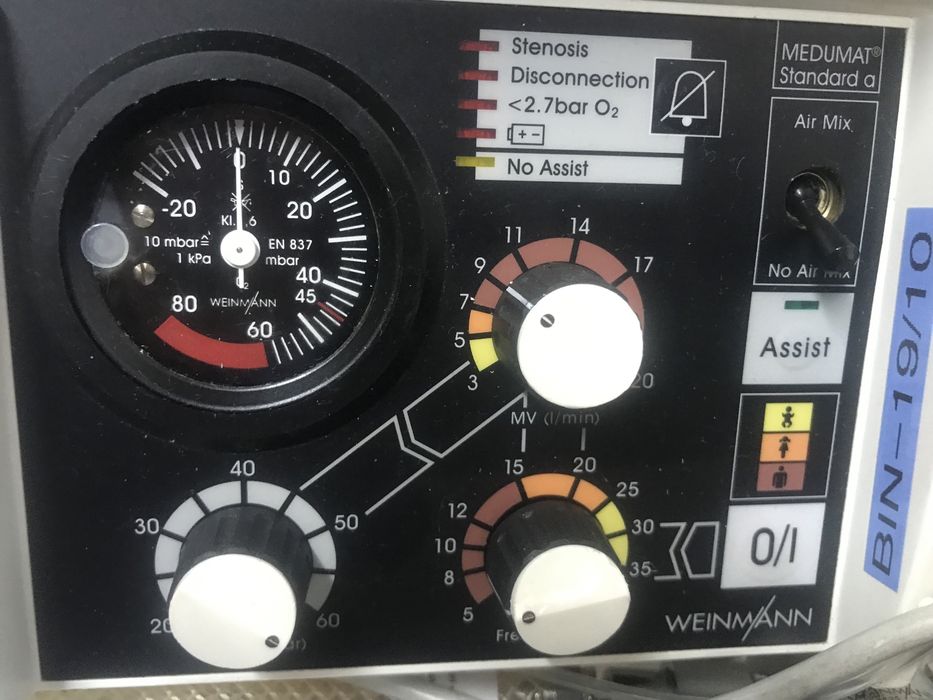 Stenosis
Disconnection
<2.7bar O₂
+ -
No Assist
MEDUMAT®
Standard a
Air Mix
No Air Mix
-20
0
10
20
40
45
60
80
10 mbar≙
1 kPa
EN 837
mbar
WEINMANN
3
5
7
9
11
14
17
20
MV (l/min)
Assist
0/I
20
30
40
50
60
5
8
10
12
15
20
25
30
35
WEINMANN
BIN-19/10